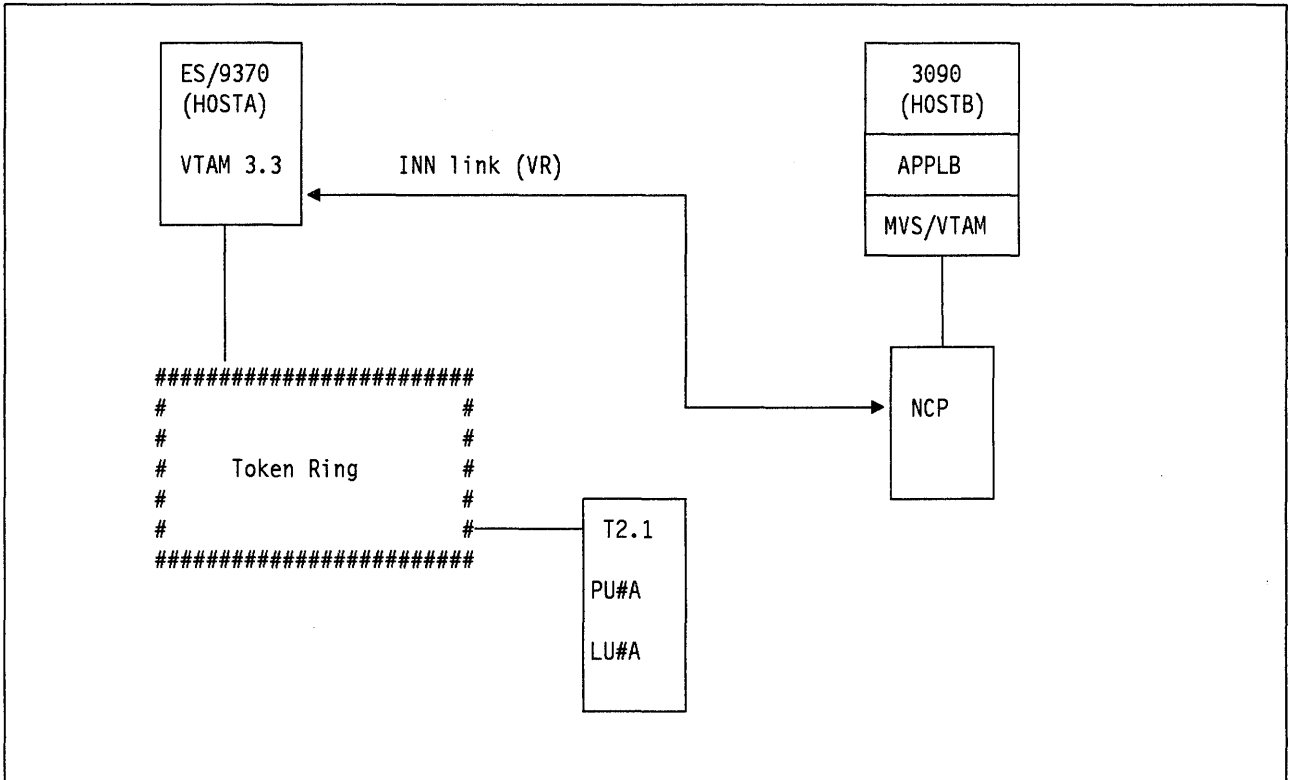 ES/9370
(HOSTA)
VTAM 3.3
INN link (VR)
3090
(HOSTB)
APPLB
MVS/VTAM
NCP
#########################
#                       #
#                       #
#     Token Ring        #
#                       #
#                       #
#########################
T2.1
PU#A
LU#A